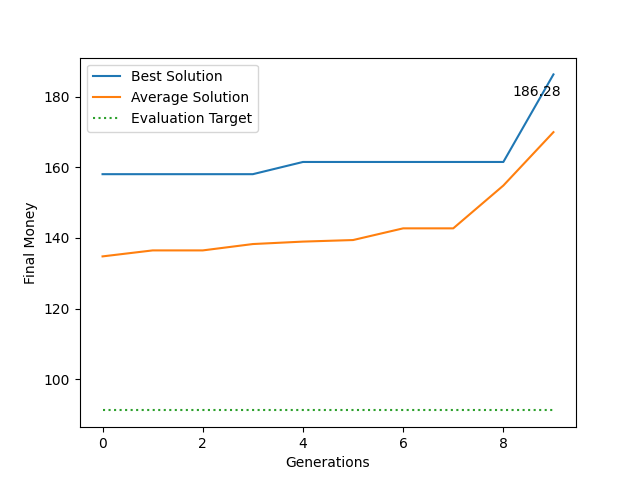 Best Solution
Average Solution
Evaluation Target
186.28
180
160
140
120
100
Final Money
0 2 4 6 8
Generations